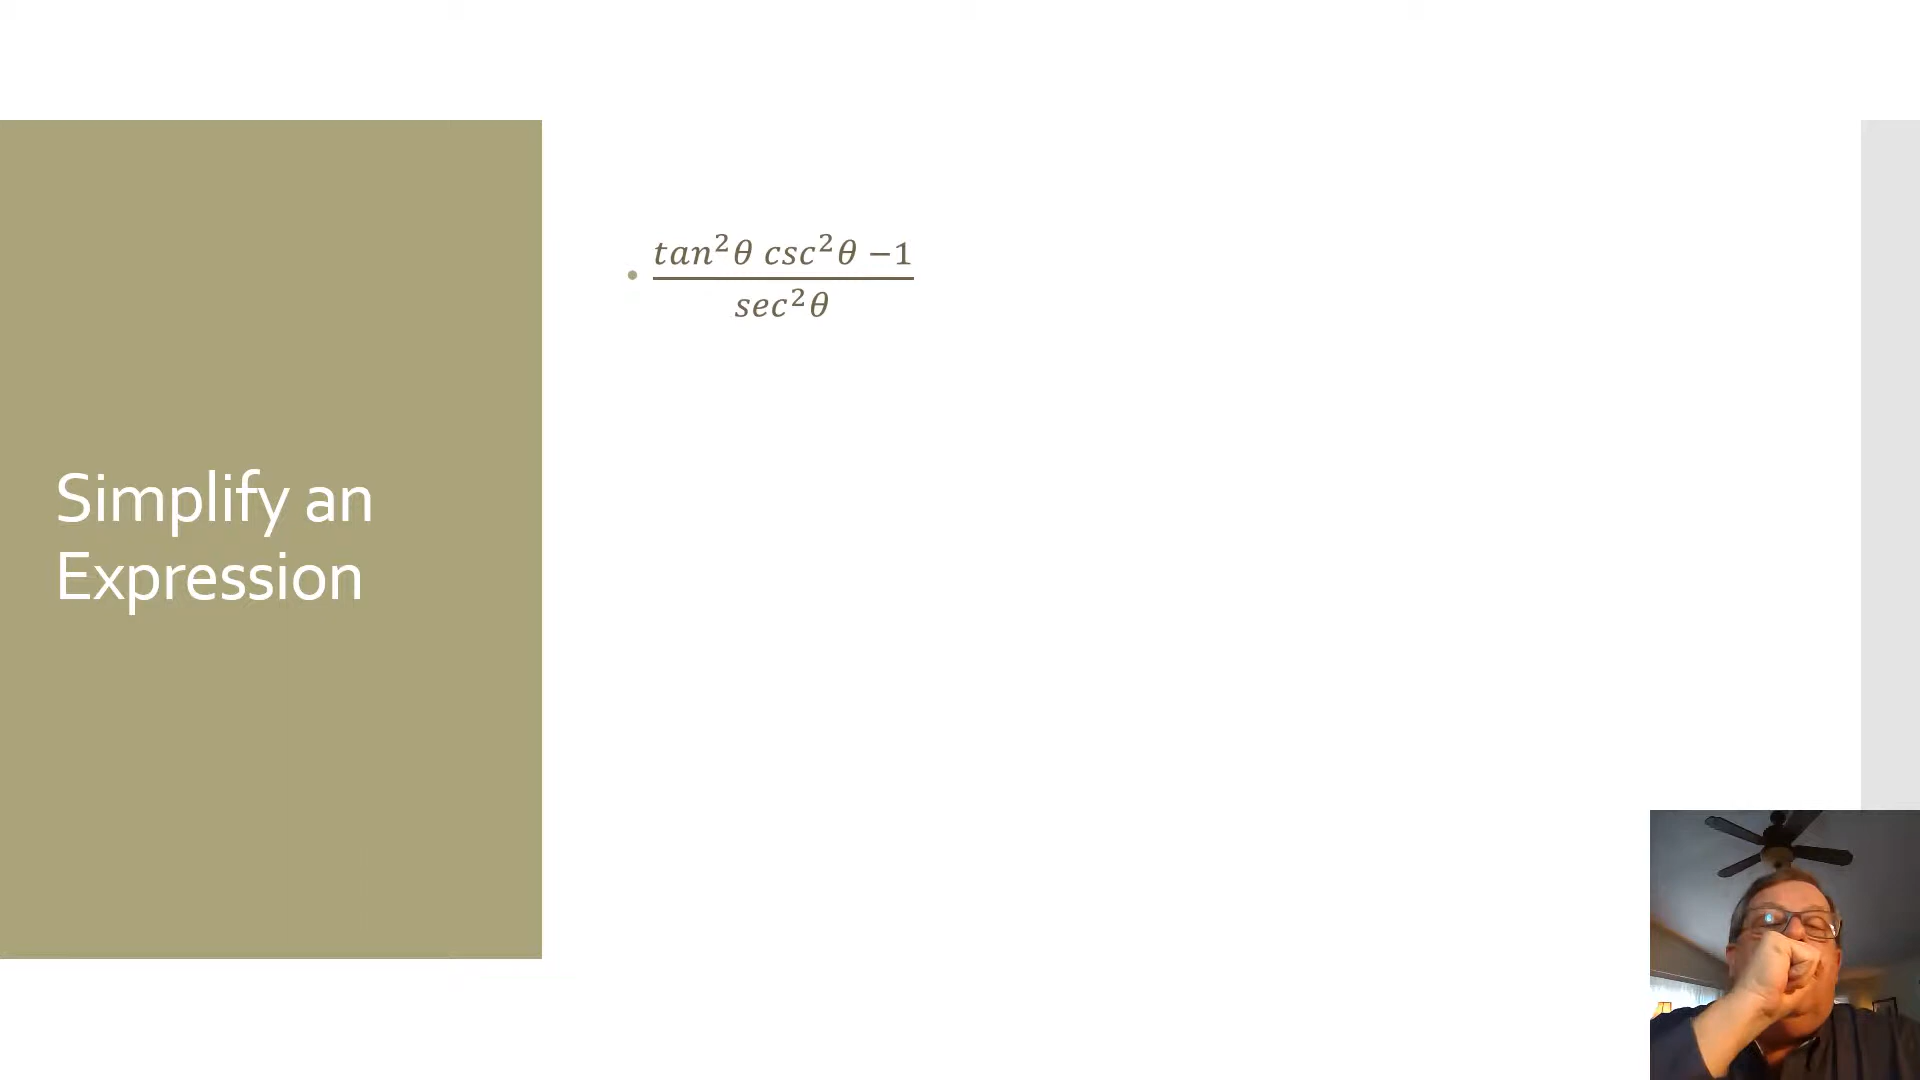 Simplify an
Expression
• tan²θ csc²θ −1
sec²θ